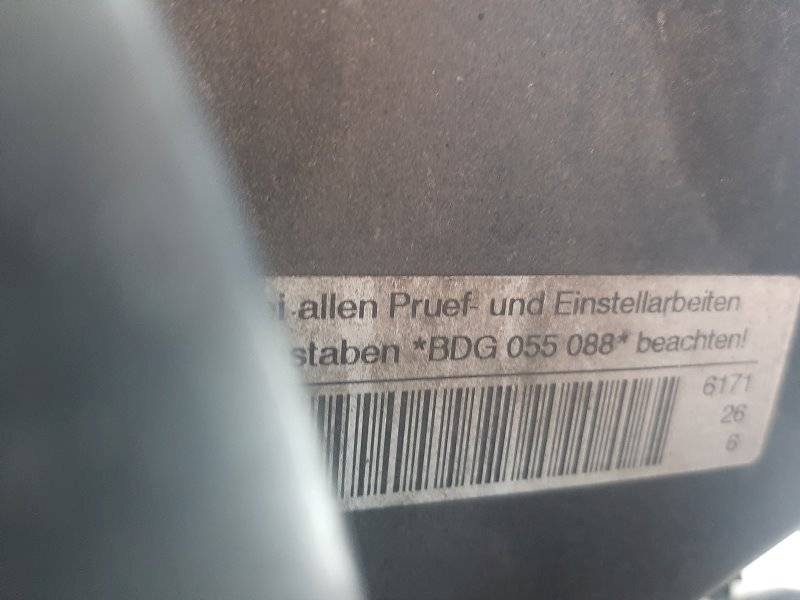 allen Pruef- und Einstellarbeiten
staben *BDG 055 088* beachten!
6171
26
6